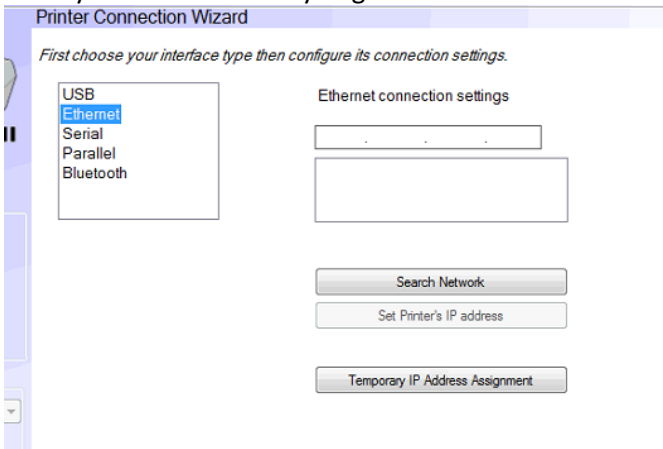 Printer Connection Wizard
First choose your interface type then configure its connection settings.
USB
Ethernet
Serial
Parallel
Bluetooth
Ethernet connection settings
. . .
Search Network
Set Printer's IP address
Temporary IP Address Assignment